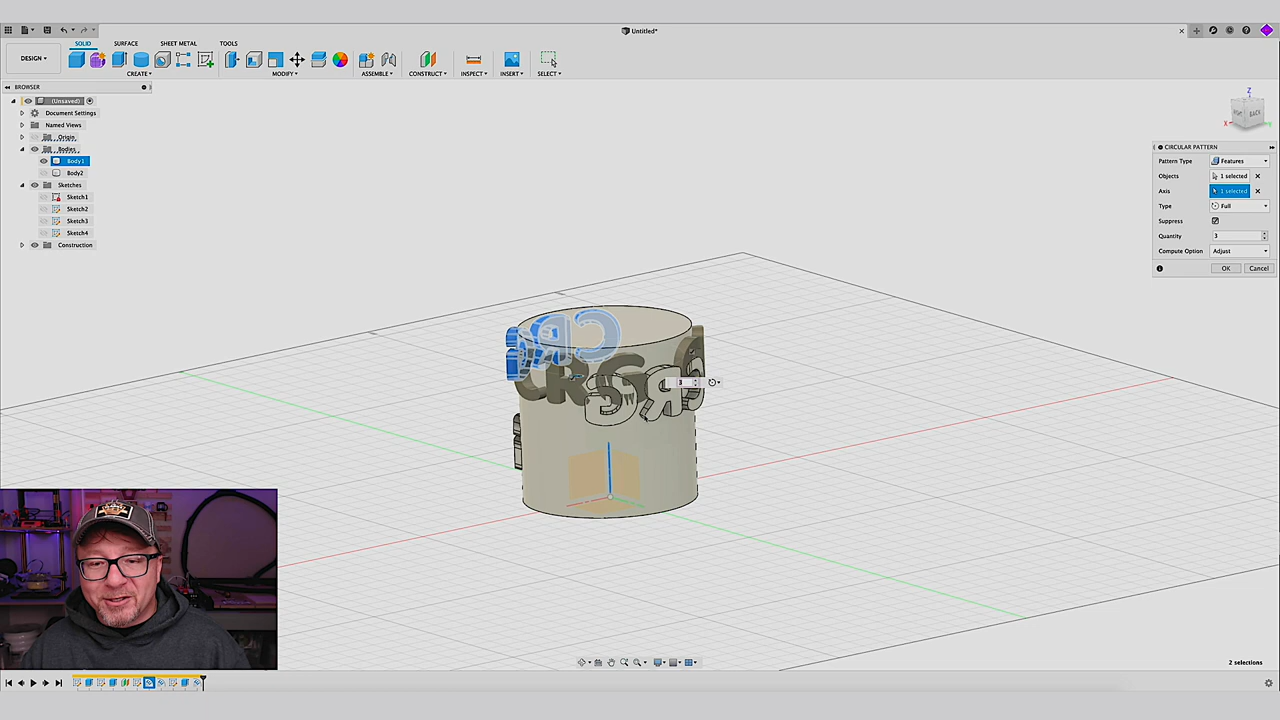 Untitled*
DESIGN
SOLID SURFACE SHEET METAL TOOLS
CREATE MODIFY ASSEMBLE CONSTRUCT INSPECT INSERT SELECT
BROWSER
(Unsaved)
Document Settings
Named Views
Origin
Bodies
Body1
Body2
Sketches
Sketch1
Sketch2
Sketch3
Sketch4
Construction
Z
BACK
X
CIRCULAR PATTERN
Pattern Type Features
Objects 1 selected
Axis 1 selected
Type Full
Suppress
Quantity 3
Compute Option Adjust
OK Cancel
3
2 selections